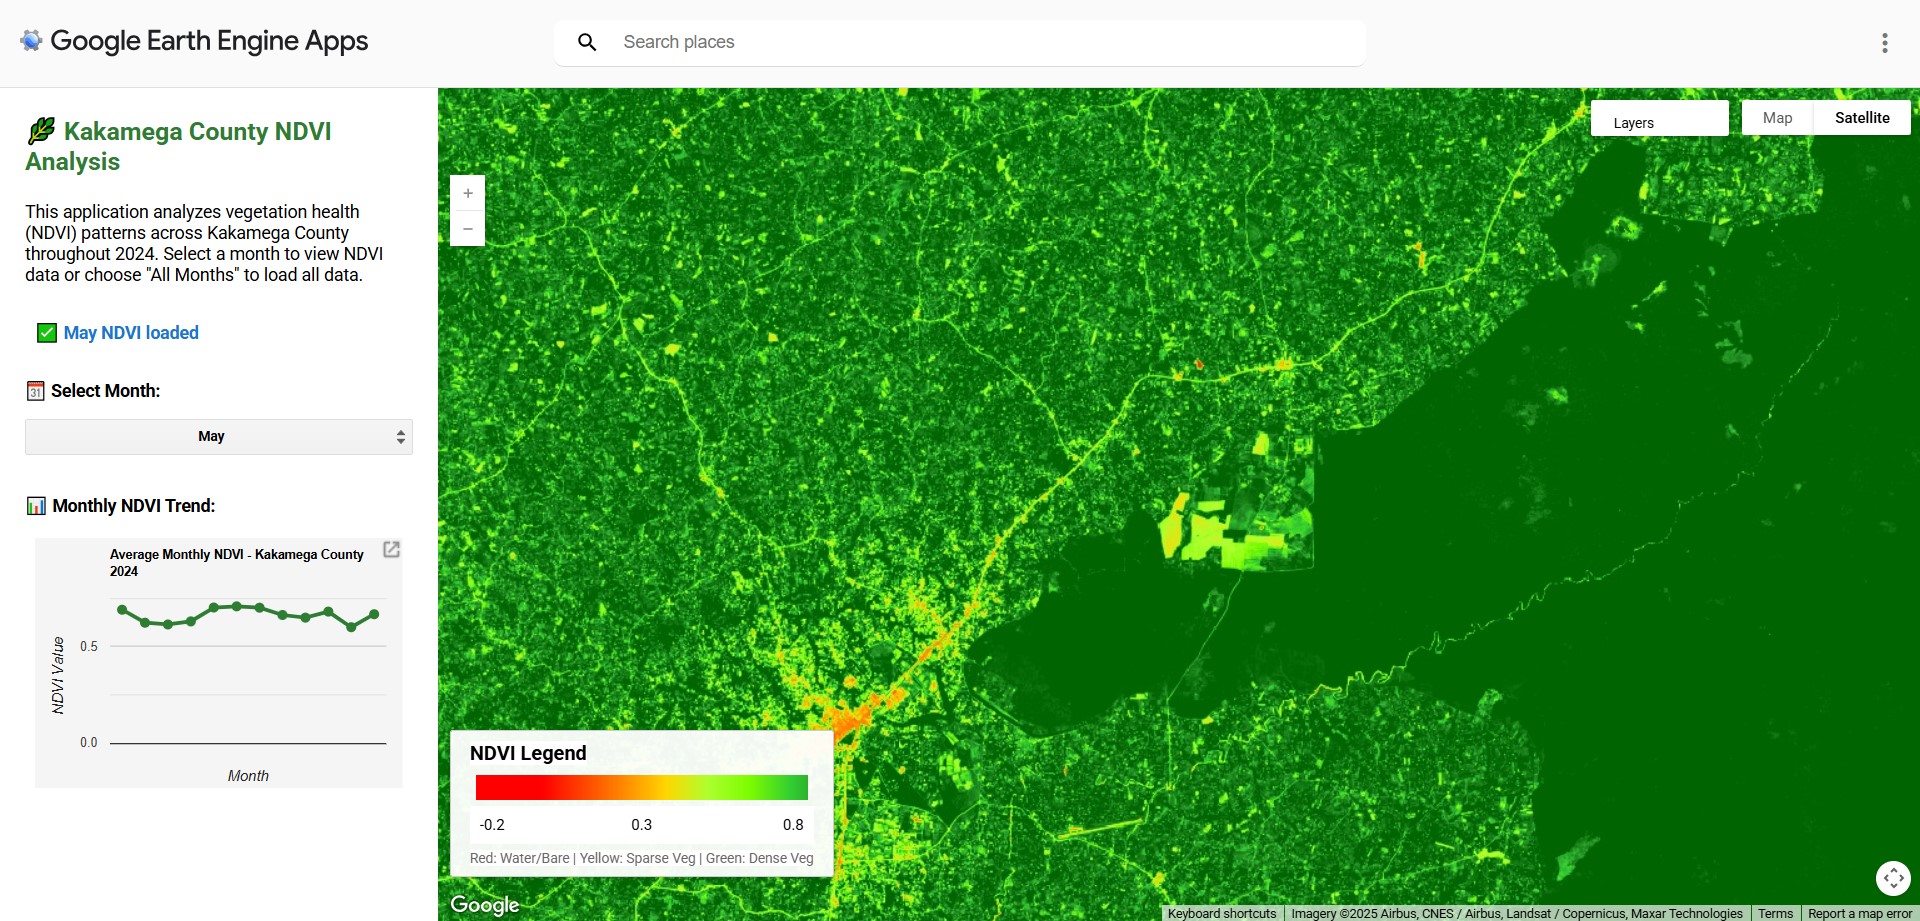 Google Earth Engine Apps
Search places
Kakamega County NDVI
Analysis
This application analyzes vegetation health
(NDVI) patterns across Kakamega County
throughout 2024. Select a month to view NDVI
data or choose "All Months" to load all data.
May NDVI loaded
31
Select Month:
May
Monthly NDVI Trend:
Average Monthly NDVI - Kakamega County
2024
NDVI Value
0.5
0.0
Month
+
−
Layers
Map
Satellite
NDVI Legend
-0.2 0.3 0.8
Red: Water/Bare | Yellow: Sparse Veg | Green: Dense Veg
Google
Keyboard shortcuts
Imagery ©2025 Airbus, CNES / Airbus, Landsat / Copernicus, Maxar Technologies
Terms
Report a map error